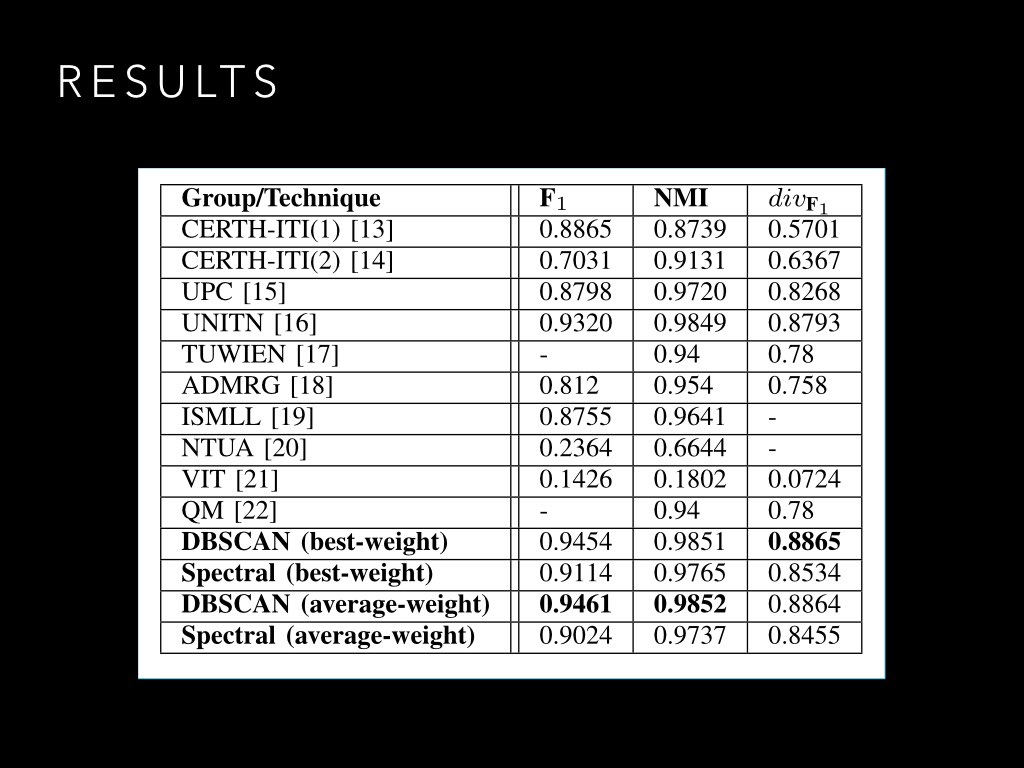 RESULTS
Group/Technique F1 NMI divF1
CERTH-ITI(1) [13] 0.8865 0.8739 0.5701
CERTH-ITI(2) [14] 0.7031 0.9131 0.6367
UPC [15] 0.8798 0.9720 0.8268
UNITN [16] 0.9320 0.9849 0.8793
TUWIEN [17] - 0.94 0.78
ADMRG [18] 0.812 0.954 0.758
ISMLL [19] 0.8755 0.9641 -
NTUA [20] 0.2364 0.6644 -
VIT [21] 0.1426 0.1802 0.0724
QM [22] - 0.94 0.78
DBSCAN (best-weight) 0.9454 0.9851 0.8865
Spectral (best-weight) 0.9114 0.9765 0.8534
DBSCAN (average-weight) 0.9461 0.9852 0.8864
Spectral (average-weight) 0.9024 0.9737 0.8455